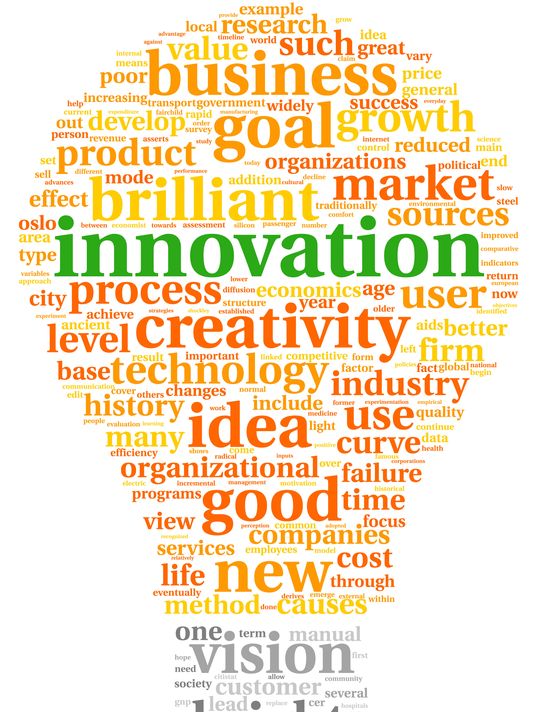 example
provide grow
local research
advantage timeline world idea
against value such great
internal claim vary
means
poor business price
order general
increasing transport government widely success everyday
help
current expenditure fairchild rapid manufacturing
out develop order goal growth
person survey internet science
revenue asserts study control reduced main
product today organizations political end
set different performance
sell mode addition cultural decline market slow
advances
effect brilliant traditionally environmental steel
comfort sources
oslo between economist towards assessment silicon passenger number
area innovation improved
comparative
type indicators
variables lower return
approach process diffusion economics age user european
city structure year now
experiment achieve strategies shockley established older objectives
identified
ancient creativity aids better
level left firm
result important linked competitive form policies fact global national
base technology factor begin
communication industry
edit cover others changes normal
history include former experimentation empirical
work medicine use quality
people evaluation learning idea light continue
many curve data
shows come positive health
efficiency radical inputs famous
organizational over corporations
failure
electric incremental management motivation historical
programs good time
view perception common adopted focus
recognized companies
services employees model
relatively cost
life new through
eventually derives emerge external within
method done causes
one term manual
hope vision first
need citistat allow community
society customer several
gnp lead replace cer hospitals